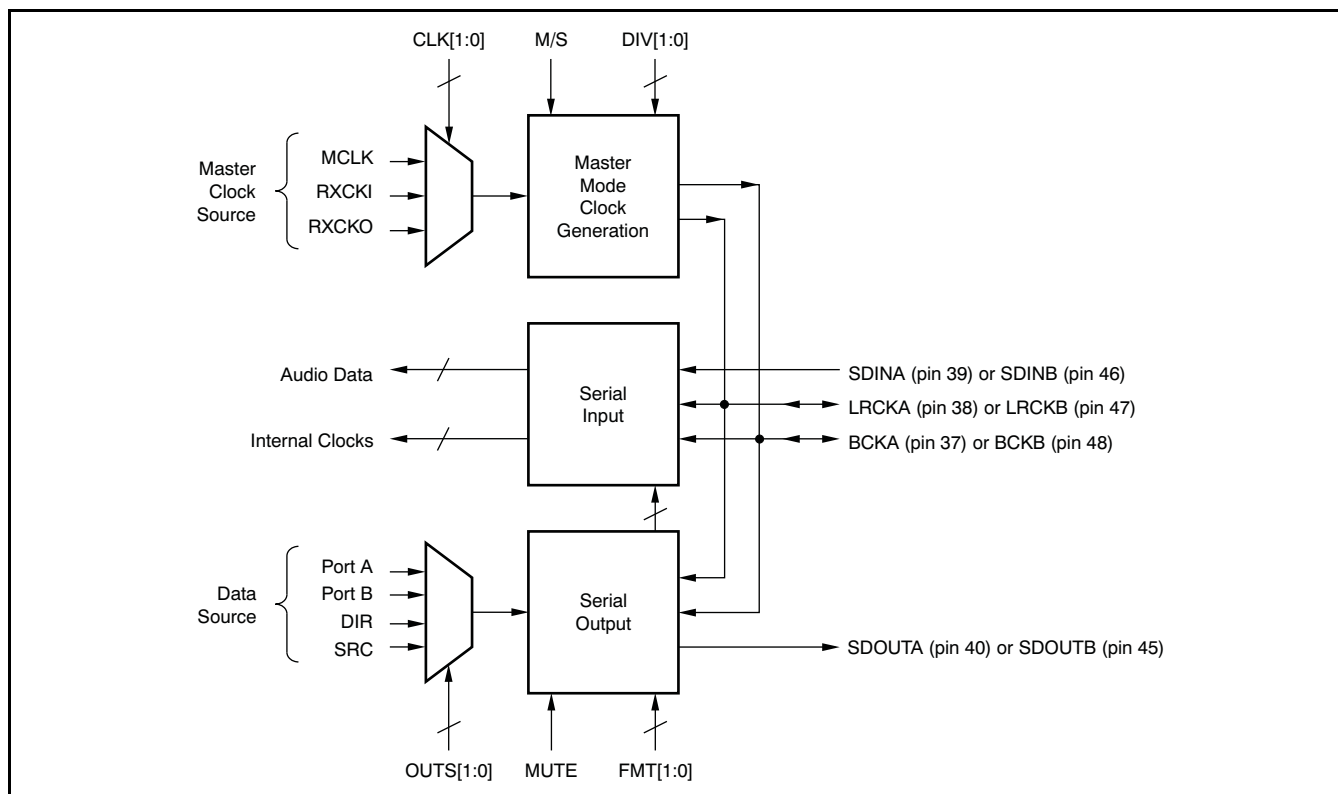 CLK[1:0]
M/S
DIV[1:0]
Master
Clock
Source
MCLK
RXCKI
RXCKO
Master
Mode
Clock
Generation
Audio Data
Internal Clocks
Serial
Input
SDINA (pin 39) or SDINB (pin 46)
LRCKA (pin 38) or LRCKB (pin 47)
BCKA (pin 37) or BCKB (pin 48)
Data
Source
Port A
Port B
DIR
SRC
Serial
Output
SDOUTA (pin 40) or SDOUTB (pin 45)
OUTS[1:0]
MUTE
FMT[1:0]